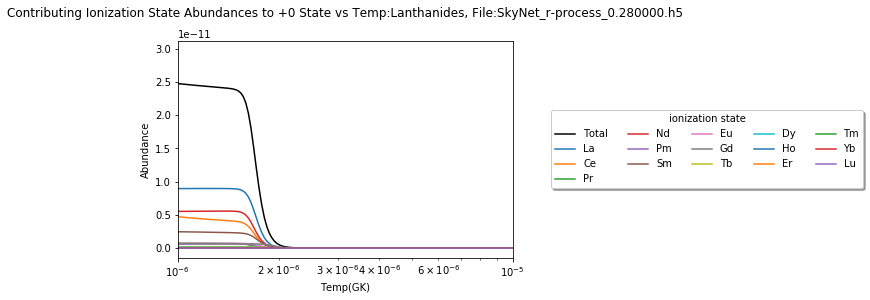 Contributing Ionization State Abundances to +0 State vs Temp:Lanthanides, File:SkyNet_r-process_0.280000.h5
1e−11
3.0
2.5
2.0
1.5
1.0
0.5
0.0
Abundance
10⁻⁶
2 × 10⁻⁶
3 × 10⁻⁶
4 × 10⁻⁶
6 × 10⁻⁶
10⁻⁵
Temp(GK)
ionization state
Total
La
Ce
Pr
Nd
Pm
Sm
Eu
Gd
Tb
Dy
Ho
Er
Tm
Yb
Lu